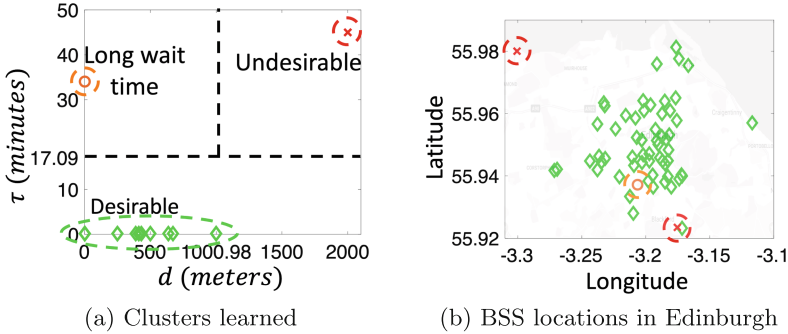 50
40
30
17.09
10
0
τ (minutes)
Long wait
time
Undesirable
Desirable
0 500 1000.98 1500 2000
d (meters)
(a) Clusters learned
55.98
55.96
55.94
55.92
Latitude
-3.3 -3.25 -3.2 -3.15 -3.1
Longitude
(b) BSS locations in Edinburgh